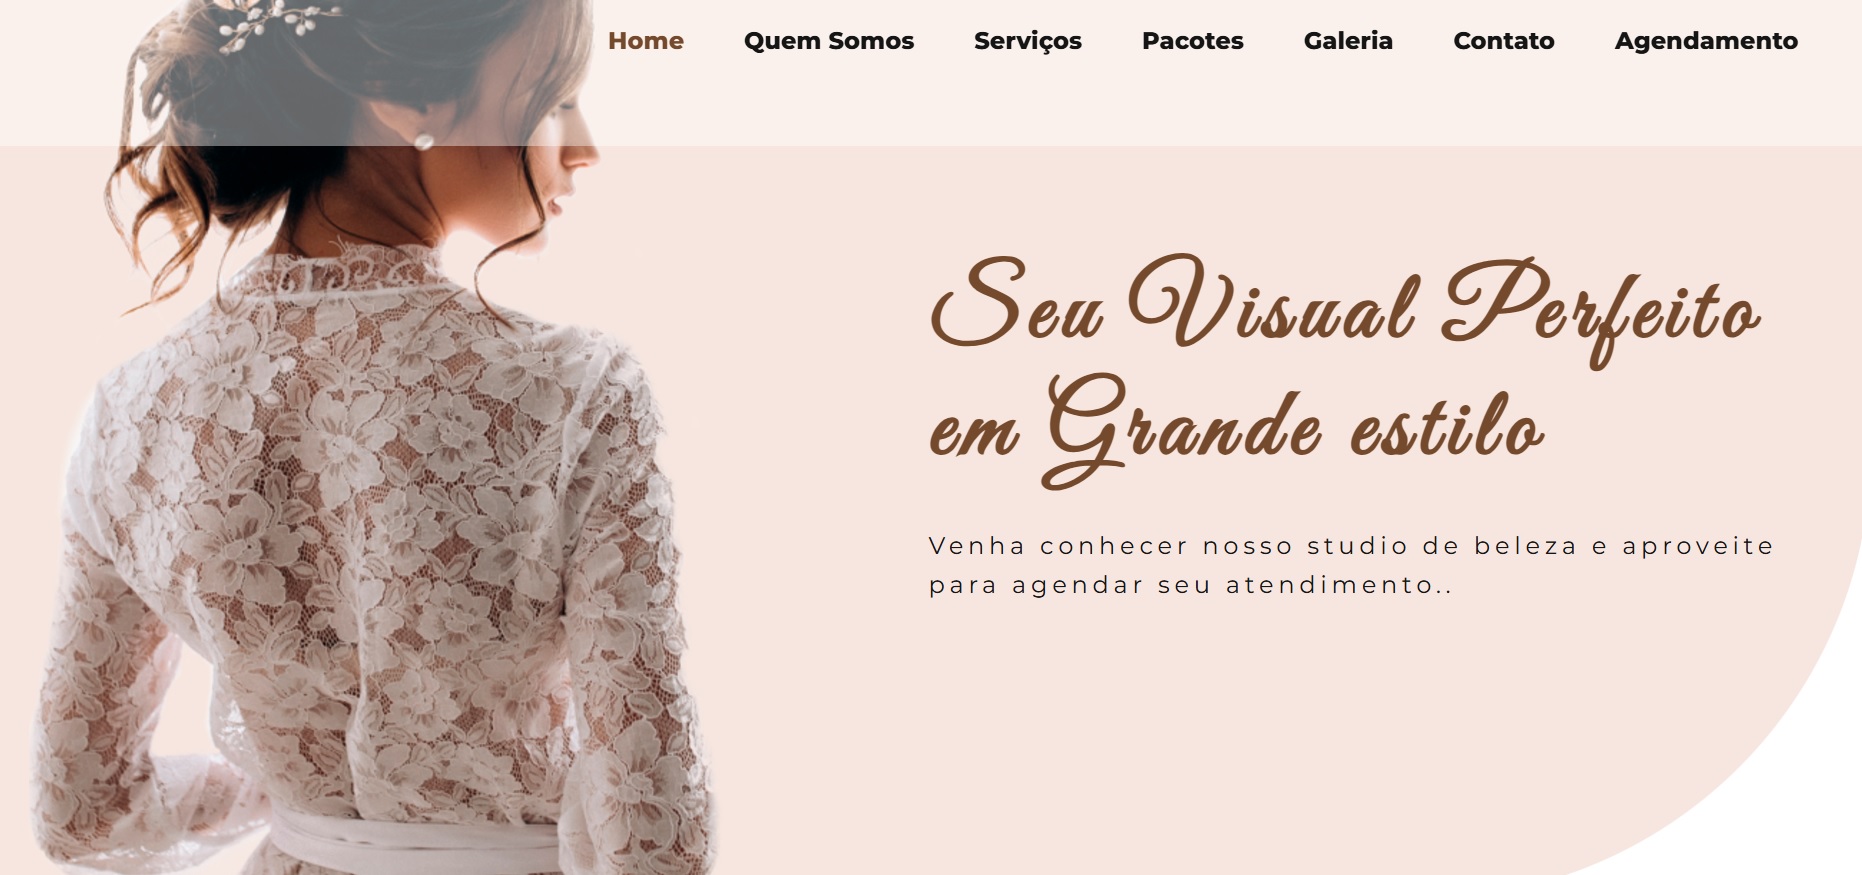 Home Quem Somos Serviços Pacotes Galeria Contato Agendamento
Seu Visual Perfeito
em Grande estilo
Venha conhecer nosso studio de beleza e aproveite
para agendar seu atendimento..